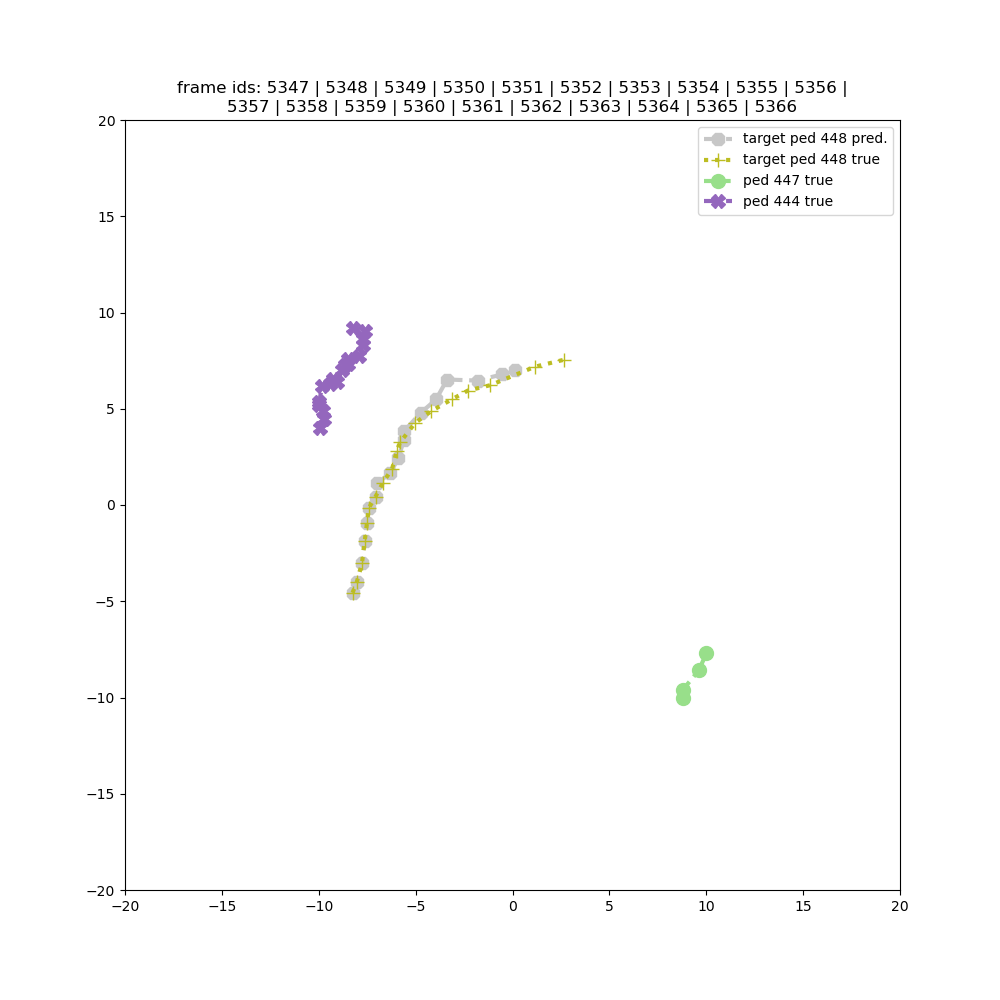 frame ids: 5347 | 5348 | 5349 | 5350 | 5351 | 5352 | 5353 | 5354 | 5355 | 5356 |
5357 | 5358 | 5359 | 5360 | 5361 | 5362 | 5363 | 5364 | 5365 | 5366
target ped 448 pred.
target ped 448 true
ped 447 true
ped 444 true
20
15
10
5
0
−5
−10
−15
−20
−20 −15 −10 −5 0 5 10 15 20